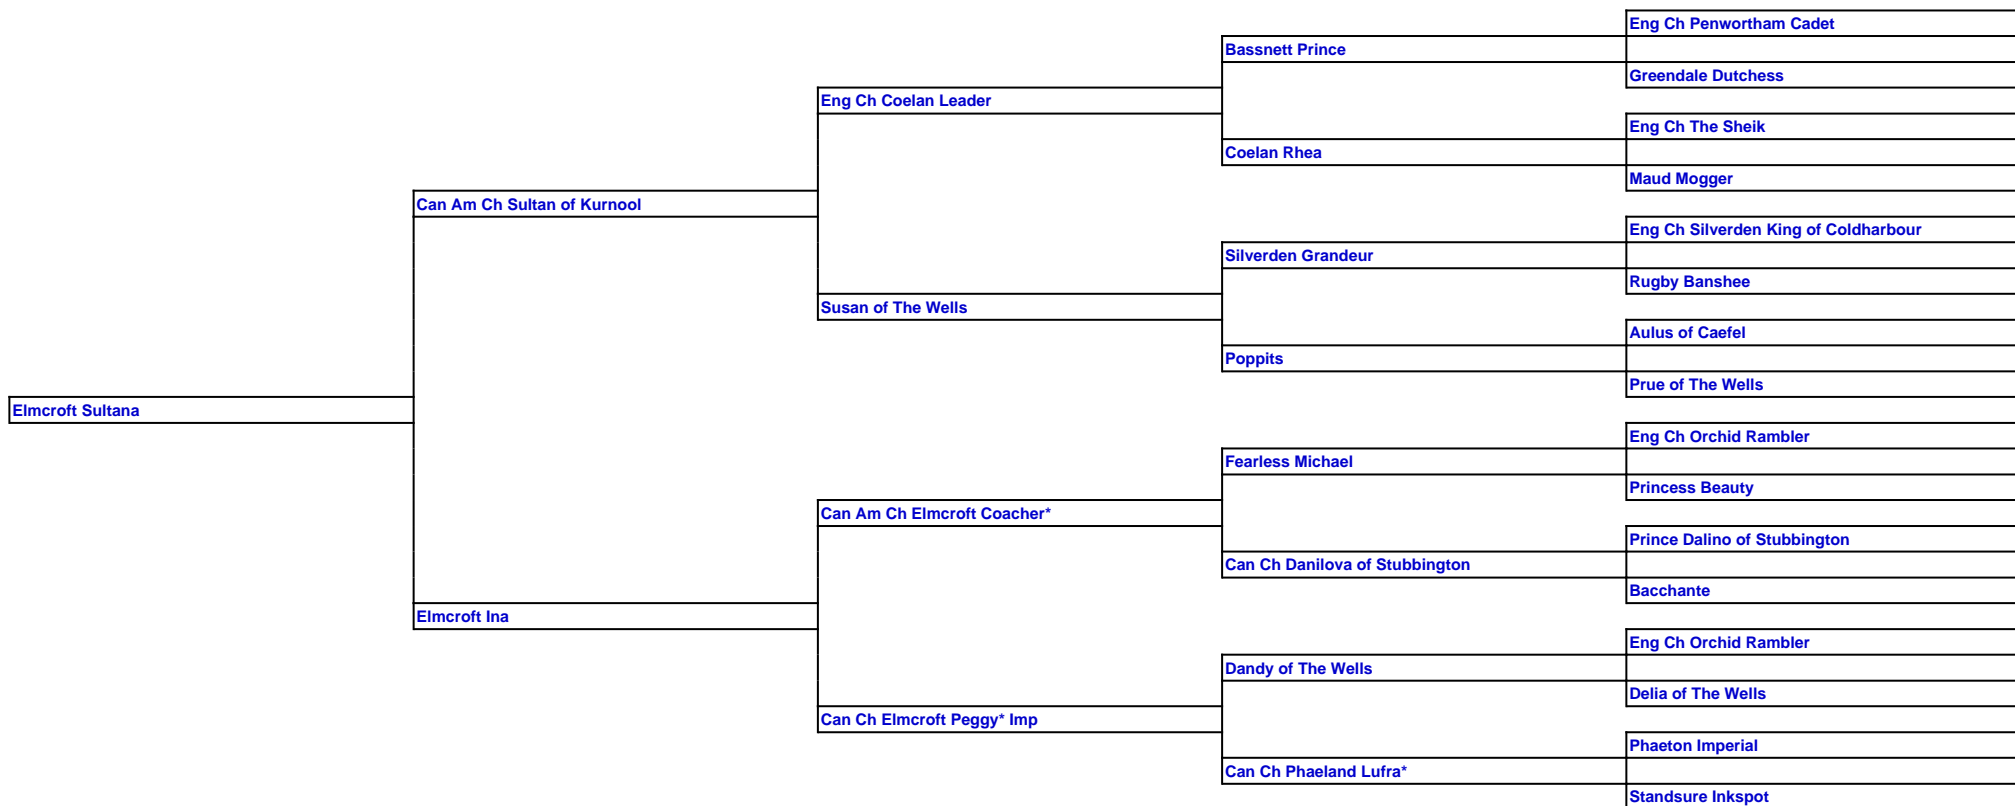 Eng Ch Penwortham Cadet
Bassnett Prince
Greendale Dutchess
Eng Ch Coelan Leader
Eng Ch The Sheik
Coelan Rhea
Maud Mogger
Can Am Ch Sultan of Kurnool
Eng Ch Silverden King of Coldharbour
Silverden Grandeur
Rugby Banshee
Susan of The Wells
Aulus of Caefel
Poppits
Prue of The Wells
Elmcroft Sultana
Eng Ch Orchid Rambler
Fearless Michael
Princess Beauty
Can Am Ch Elmcroft Coacher*
Prince Dalino of Stubbington
Can Ch Danilova of Stubbington
Bacchante
Elmcroft Ina
Eng Ch Orchid Rambler
Dandy of The Wells
Delia of The Wells
Can Ch Elmcroft Peggy* Imp
Phaeton Imperial
Can Ch Phaeland Lufra*
Standsure Inkspot